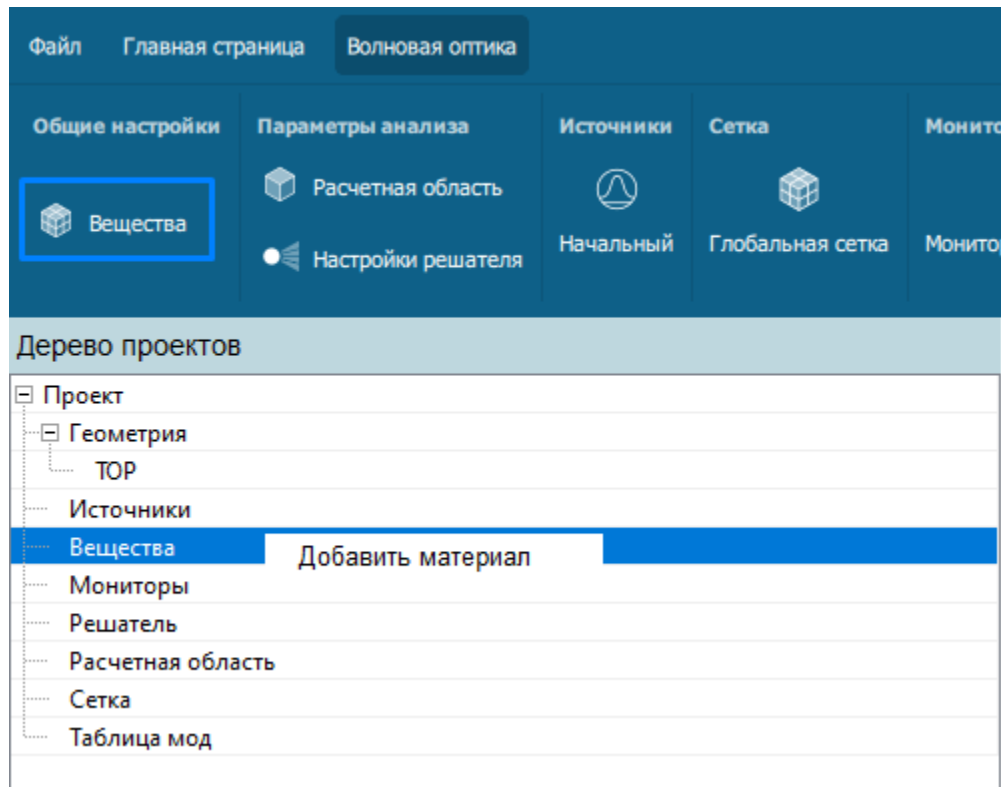 Файл Главная страница Волновая оптика
Общие настройки Параметры анализа Источники Сетка
Вещества Расчетная область
Настройки решателя Начальный Глобальная сетка
Дерево проектов
Проект
Геометрия
TOP
Источники
Вещества Добавить материал
Мониторы
Решатель
Расчетная область
Сетка
Таблица мод